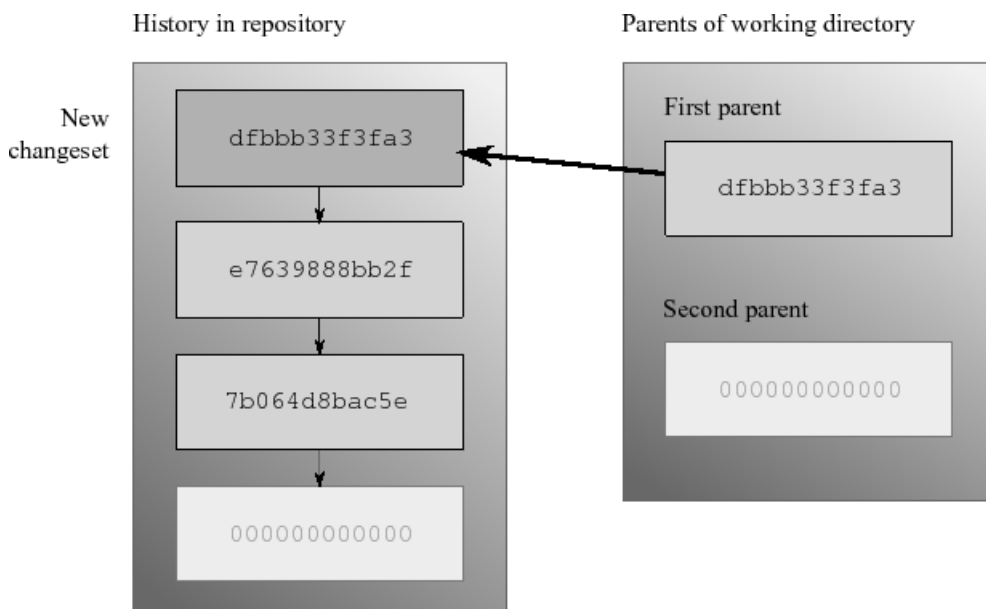 History in repository
New
changeset
dfbbb33f3fa3
e7639888bb2f
7b064d8bac5e
000000000000
Parents of working directory
First parent
dfbbb33f3fa3
Second parent
000000000000